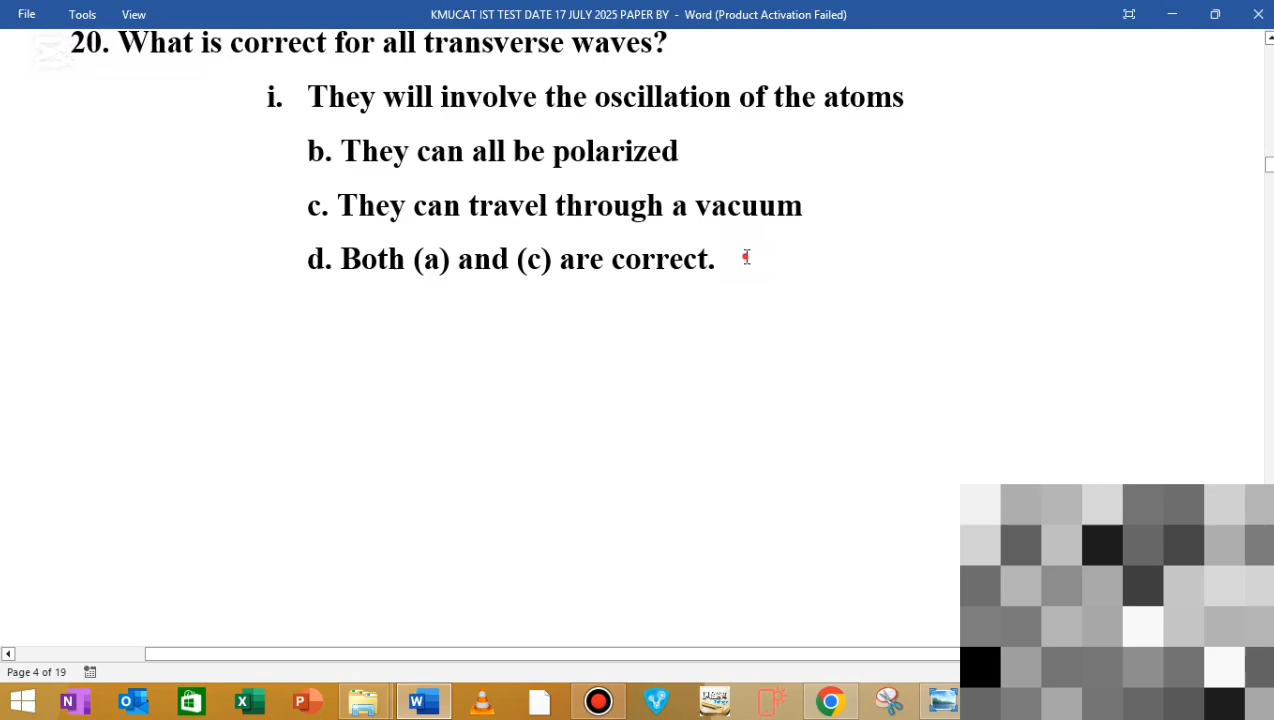 File Tools View KMUCAT IST TEST DATE 17 JULY 2025 PAPER BY - Word (Product Activation Failed)
20. What is correct for all transverse waves?
i. They will involve the oscillation of the atoms
b. They can all be polarized
c. They can travel through a vacuum
d. Both (a) and (c) are correct.
Page 4 of 19